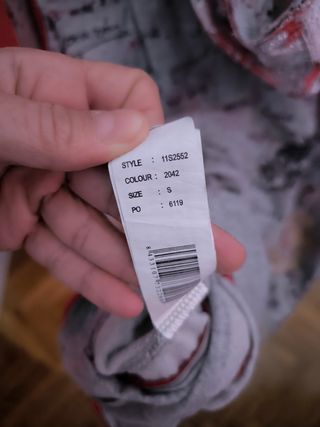 STYLE : 11S2552
COLOUR : 2042
SIZE : S
PO : 6119